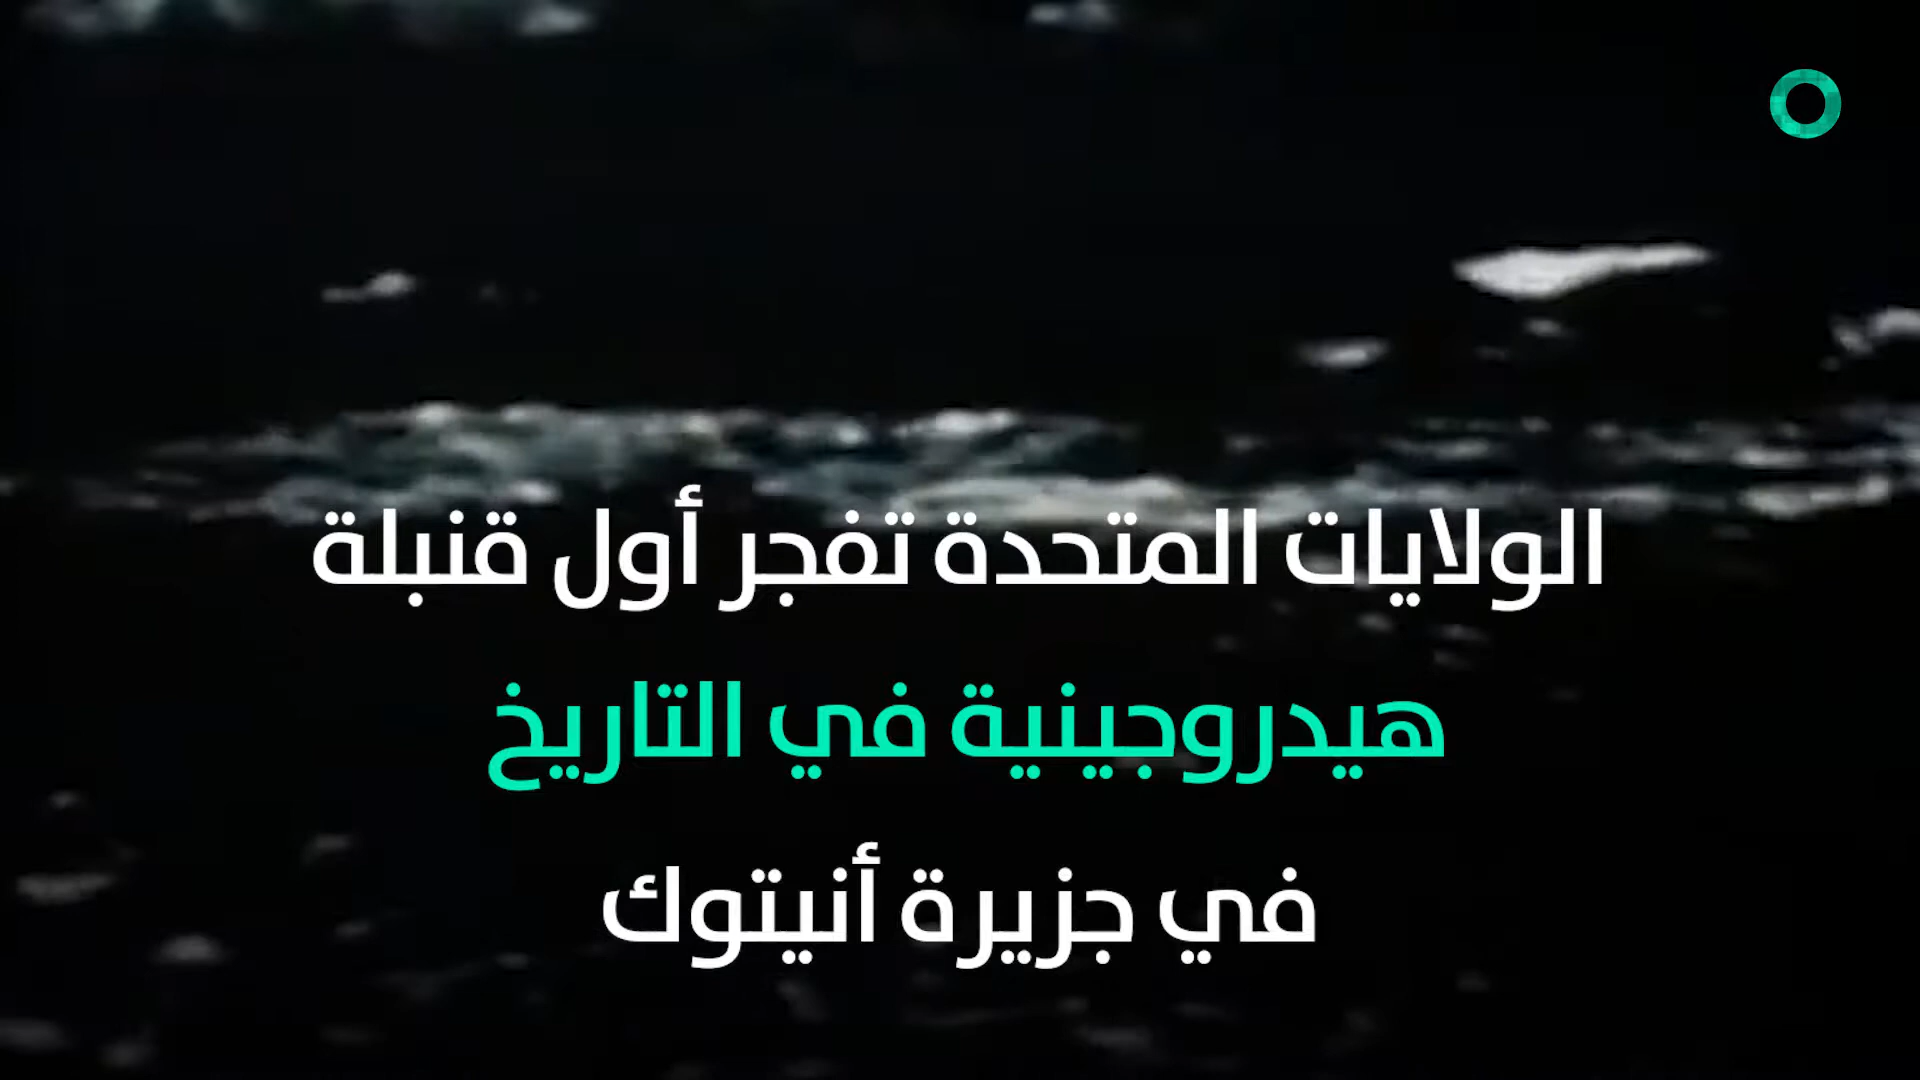 الولايات المتحدة تفجر أول قنبلة
هيدروجينية في التاريخ
في جزيرة أنيتوك